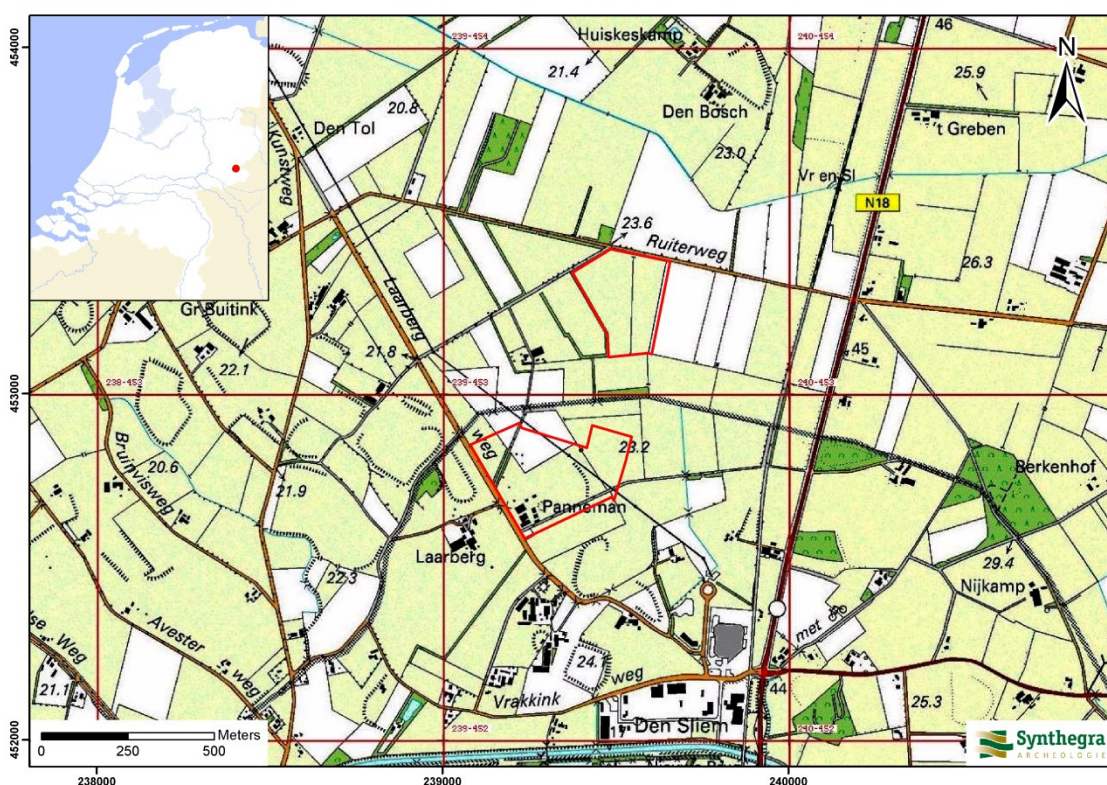 454000
453000
452000
238000
239000
240000
239-454
240-454
46
Huiskeskamp
21.4
25.9
N
20.8
Den Tol
Den Bosch
't Greben
Kunstweg
23.0
Vr en Sl
N18
23.6
Ruiterweg
26.3
Laarberg
weg
Gr Buitink
21.8
22.1
45
238-453
239-453
240-453
Bruinvisweg
20.6
21.9
23.2
Berkenhof
Panneman
Laarberg
22.3
29.4
Nijkamp
Avester
weg
se Weg
met
24.1
weg
Vrakkink
44
21.1
25.3
Den Sliem
17
239-452
240-452
0 250 500 Meters
Synthegra
ARCHEOLOGIE